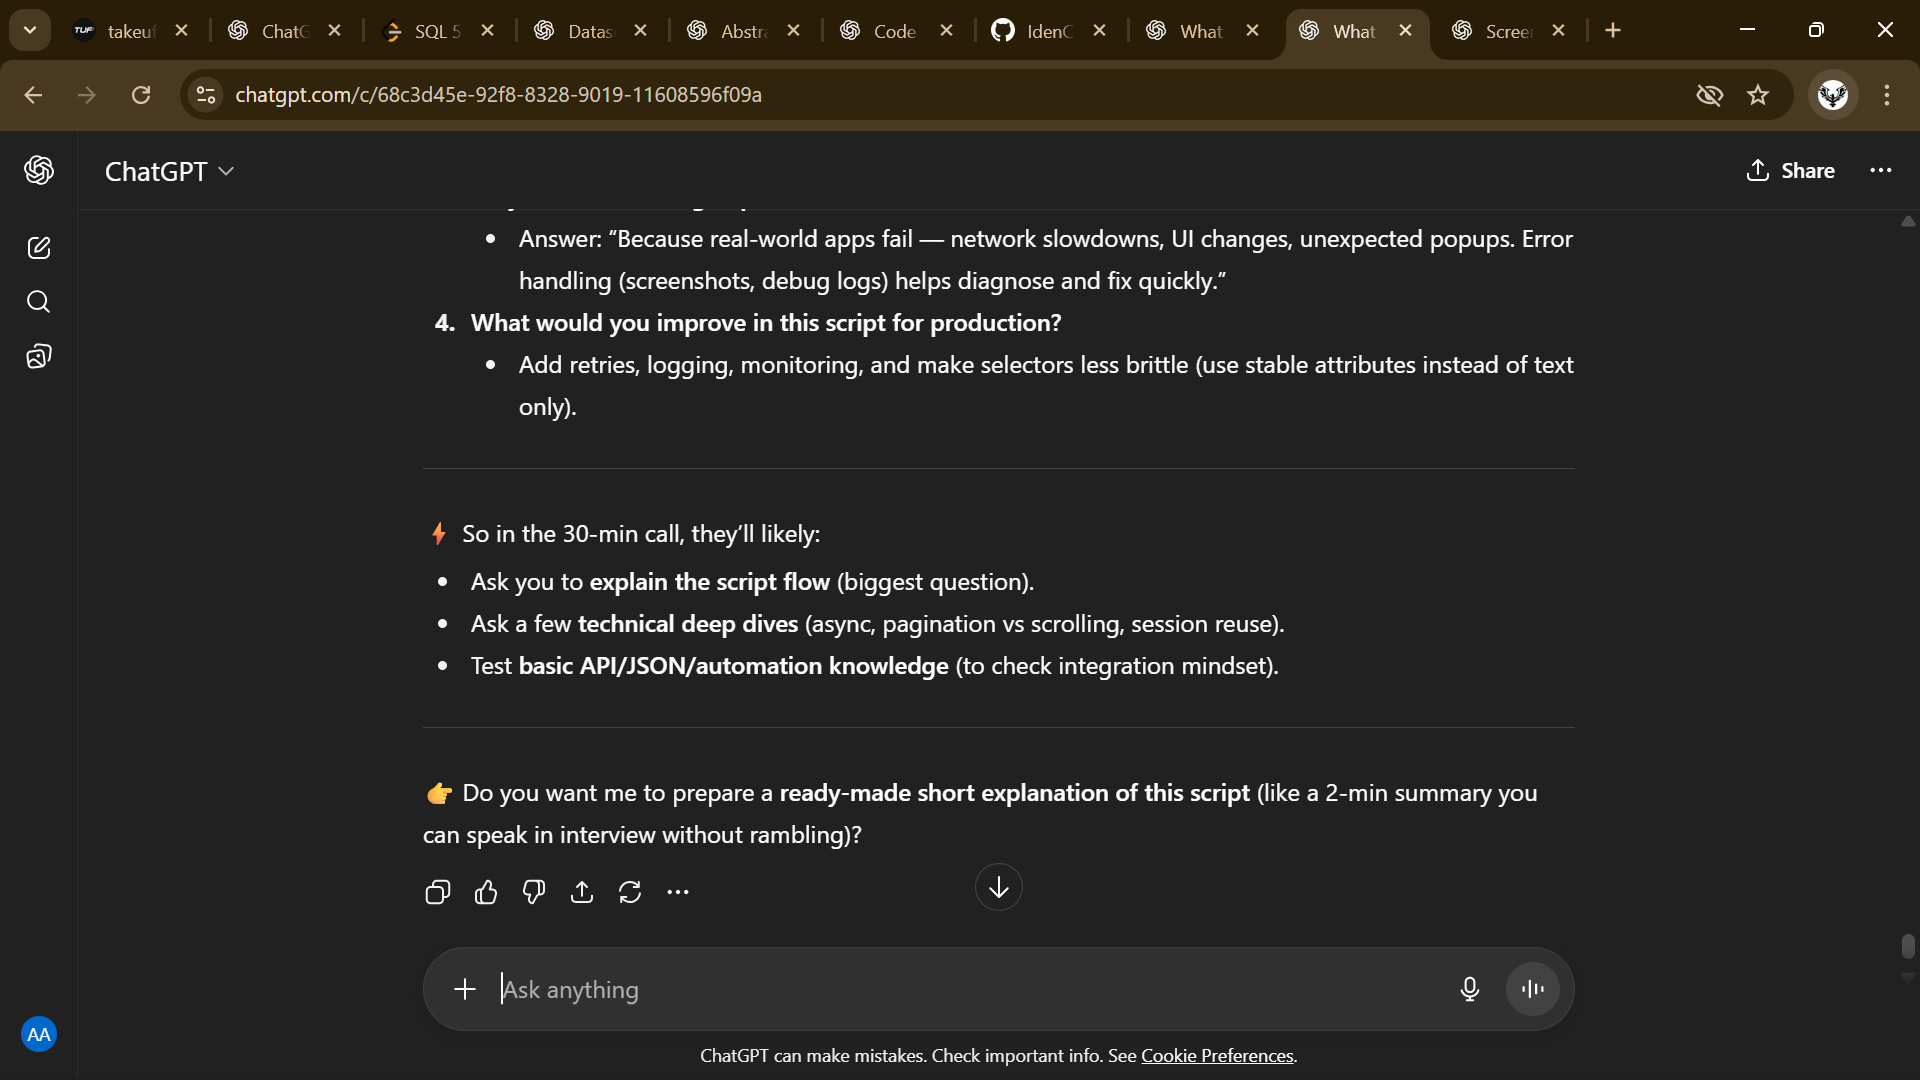 takeu
ChatG
SQL 5
Datas
Abstra
Code
IdenC
What
What
Screen
chatgpt.com/c/68c3d45e-92f8-8328-9019-11608596f09a
ChatGPT
Share
• Answer: “Because real-world apps fail — network slowdowns, UI changes, unexpected popups. Error
handling (screenshots, debug logs) helps diagnose and fix quickly.”
4. What would you improve in this script for production?
• Add retries, logging, monitoring, and make selectors less brittle (use stable attributes instead of text
only).
⚡ So in the 30-min call, they’ll likely:
• Ask you to explain the script flow (biggest question).
• Ask a few technical deep dives (async, pagination vs scrolling, session reuse).
• Test basic API/JSON/automation knowledge (to check integration mindset).
👉 Do you want me to prepare a ready-made short explanation of this script (like a 2-min summary you
can speak in interview without rambling)?
Ask anything
AA
ChatGPT can make mistakes. Check important info. See Cookie Preferences.